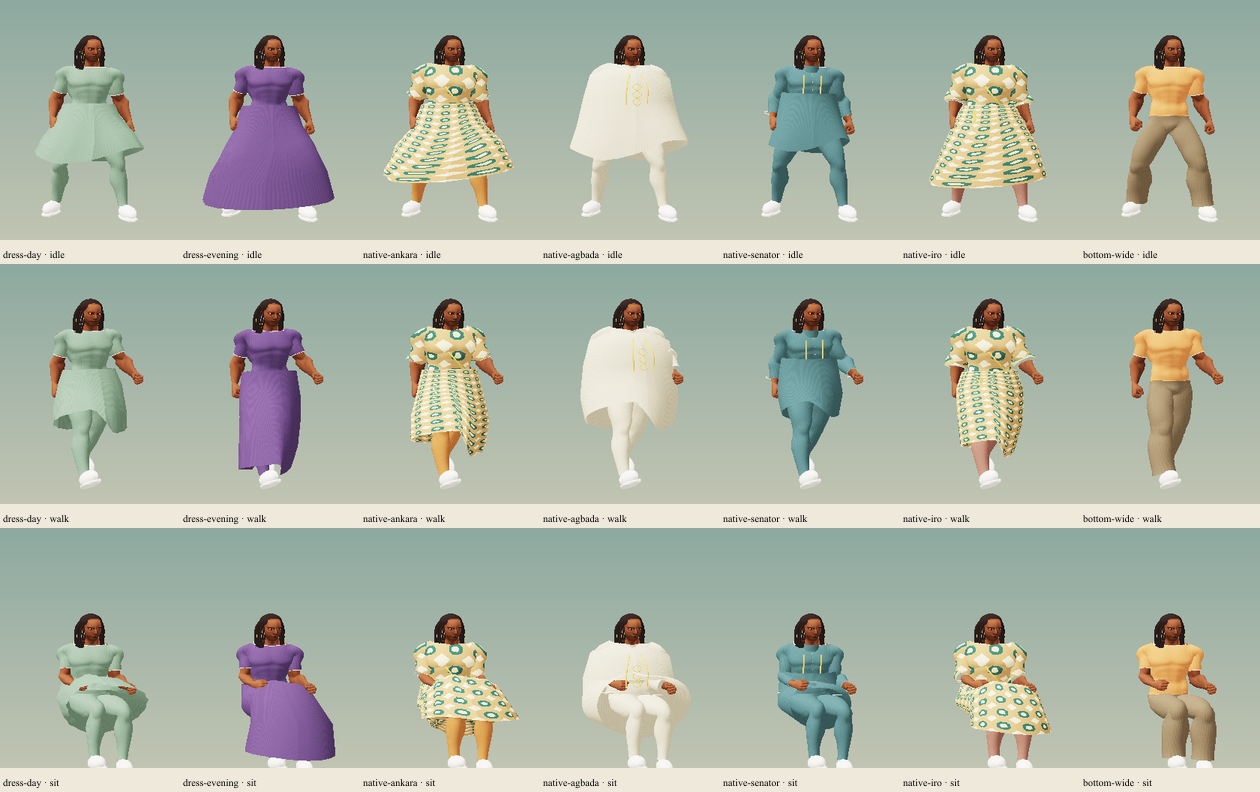 dress-day · idle
dress-evening · idle
native-ankara · idle
native-agbada · idle
native-senator · idle
native-iro · idle
bottom-wide · idle
dress-day · walk
dress-evening · walk
native-ankara · walk
native-agbada · walk
native-senator · walk
native-iro · walk
bottom-wide · walk
dress-day · sit
dress-evening · sit
native-ankara · sit
native-agbada · sit
native-senator · sit
native-iro · sit
bottom-wide · sit